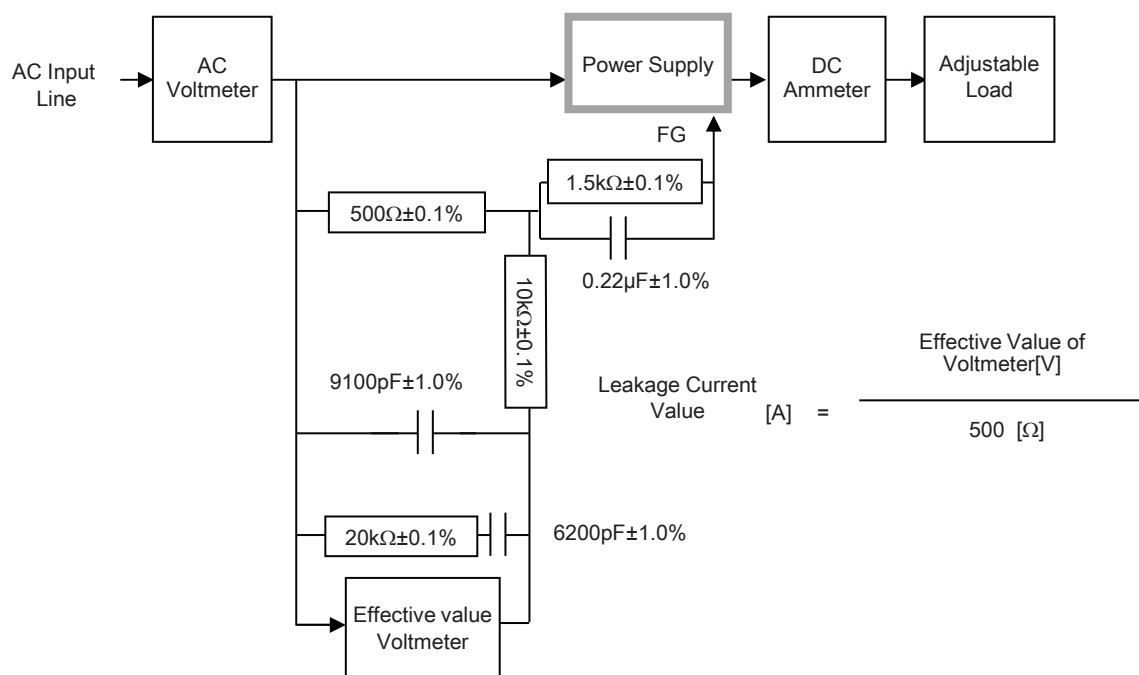 AC Input
Line
AC
Voltmeter
Power Supply
DC
Ammeter
Adjustable
Load
FG
1.5kΩ±0.1%
500Ω±0.1%
0.22μF±1.0%
10kΩ±0.1%
9100pF±1.0%
Leakage Current
Value
[A] =
Effective Value of
Voltmeter[V]
500 [Ω]
20kΩ±0.1%
6200pF±1.0%
Effective value
Voltmeter